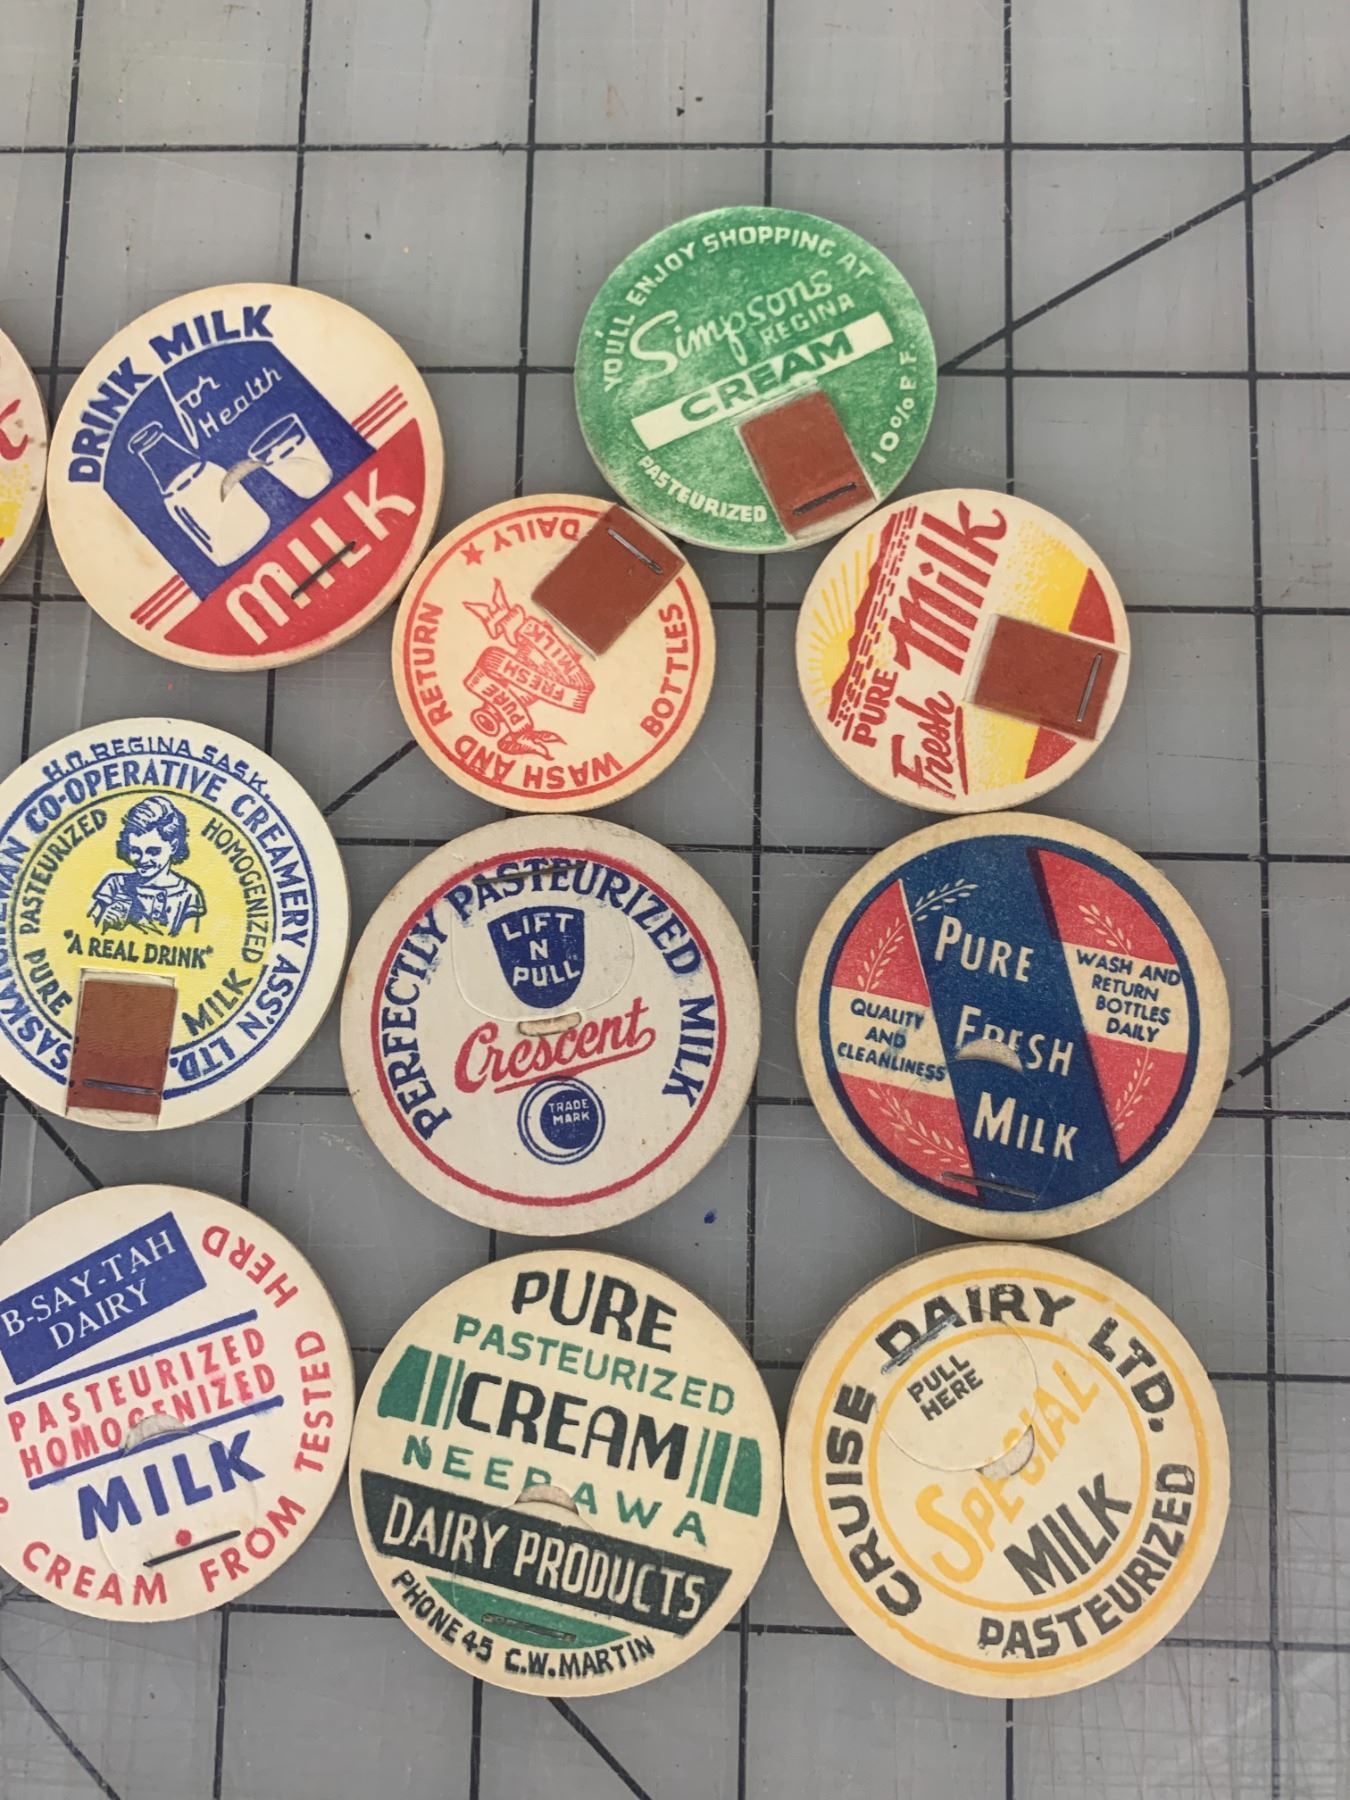 DRINK MILK
for
Health
MILK
YOU'LL ENJOY SHOPPING AT
Simpsons
REGINA
CREAM
PASTEURIZED
10% B.F.
RETURN
DAILY ★
WASH AND
BOTTLES
PURE
FRESH
MILK
PURE
Fresh Milk
H.O. REGINA SASK.
CO-OPERATIVE CREAMERY ASS'N LTD.
PURE PASTEURIZED
HOMOGENIZED
MILK
"A REAL DRINK"
PERFECTLY PASTEURIZED MILK
LIFT
N
PULL
Crescent
TRADE
MARK
PURE
FRESH
MILK
QUALITY
AND
CLEANLINESS
WASH AND
RETURN
BOTTLES
DAILY
B-SAY-TAH
DAIRY
PASTEURIZED
HOMOGENIZED
MILK
CREAM FROM TESTED HERD
PURE
PASTEURIZED
CREAM
NEEPAWA
DAIRY PRODUCTS
PHONE 45 C.W. MARTIN
CRUISE DAIRY LTD.
PULL
HERE
SPECIAL
MILK
PASTEURIZED